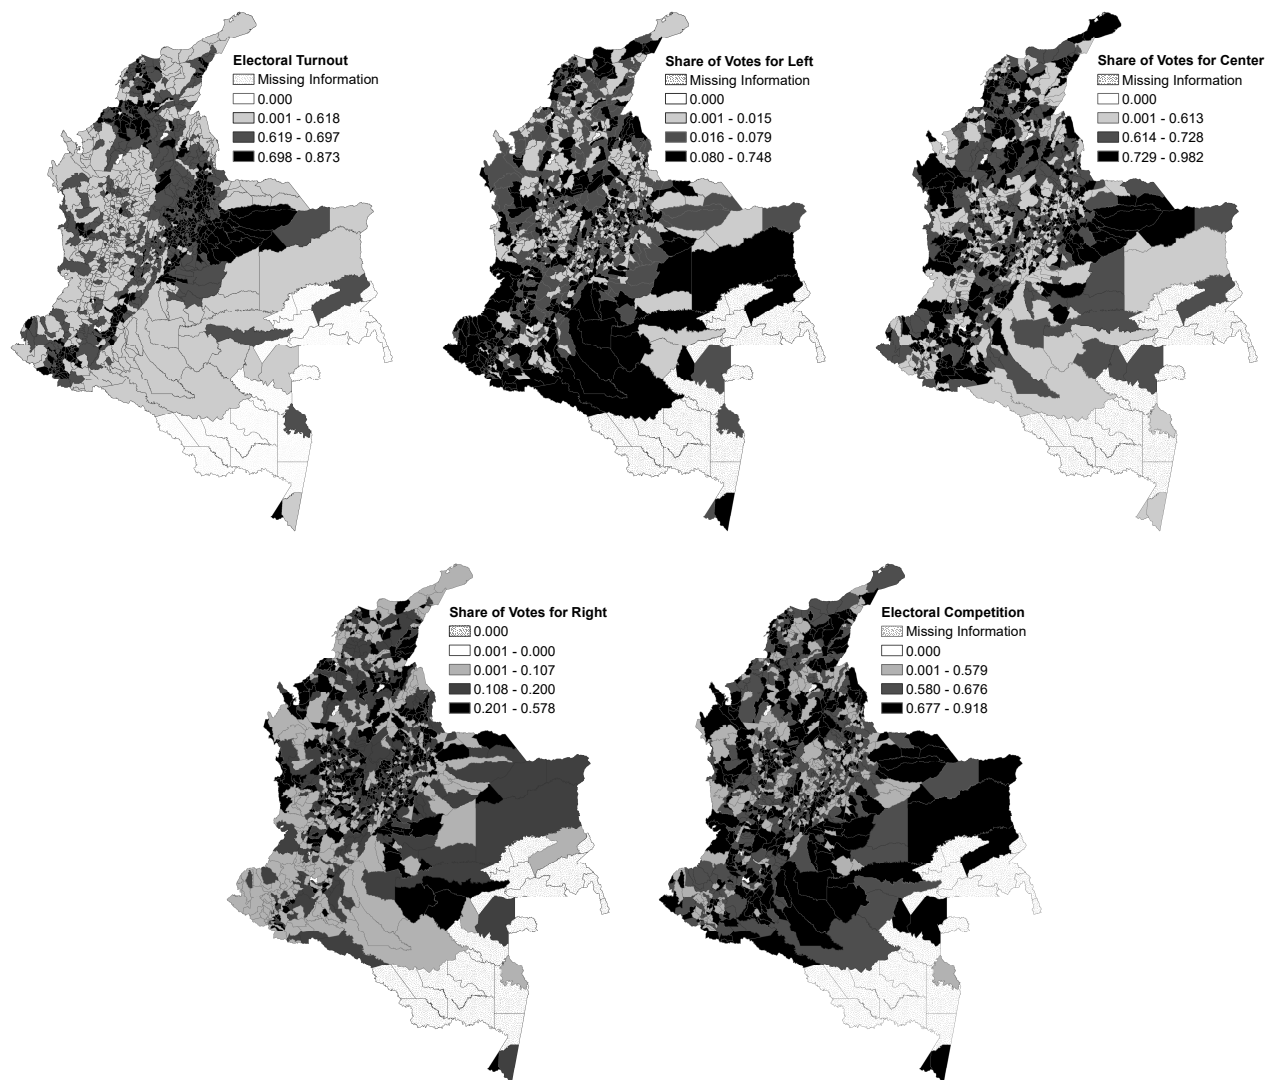 Electoral Turnout
Missing Information
0.000
0.001 - 0.618
0.619 - 0.697
0.698 - 0.873
Share of Votes for Left
Missing Information
0.000
0.001 - 0.015
0.016 - 0.079
0.080 - 0.748
Share of Votes for Center
Missing Information
0.000
0.001 - 0.613
0.614 - 0.728
0.729 - 0.982
Share of Votes for Right
0.000
0.001 - 0.000
0.001 - 0.107
0.108 - 0.200
0.201 - 0.578
Electoral Competition
Missing Information
0.000
0.001 - 0.579
0.580 - 0.676
0.677 - 0.918